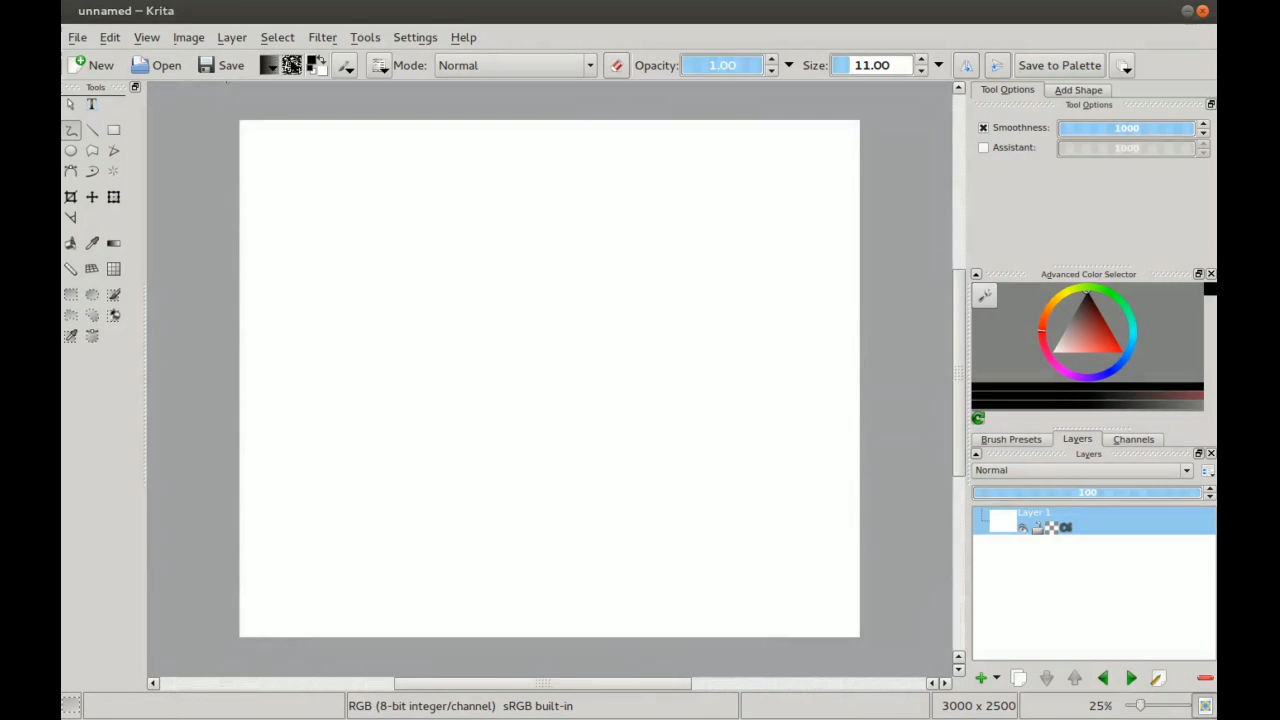 unnamed – Krita
File Edit View Image Layer Select Filter Tools Settings Help
New Open Save Mode: Normal Opacity: 1.00 Size: 11.00 Save to Palette
Tools
Tool Options Add Shape
Tool Options
T
Smoothness: 1000
Assistant: 1000
Advanced Color Selector
Brush Presets Layers Channels
Layers
Normal
100
Layer 1
RGB (8-bit integer/channel) sRGB built-in 3000 x 2500 25%